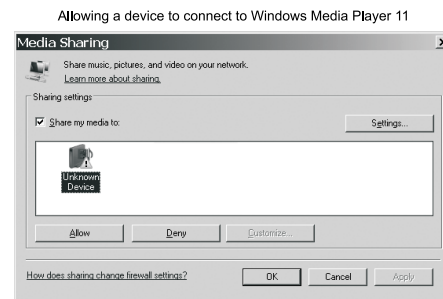 Allowing a device to connect to Windows Media Player 11
Media Sharing
Share music, pictures, and video on your network.
Learn more about sharing.
Sharing settings
Share my media to:
Settings...
Unknown
Device
Allow
Deny
Customize...
How does sharing change firewall settings?
OK
Cancel
Apply